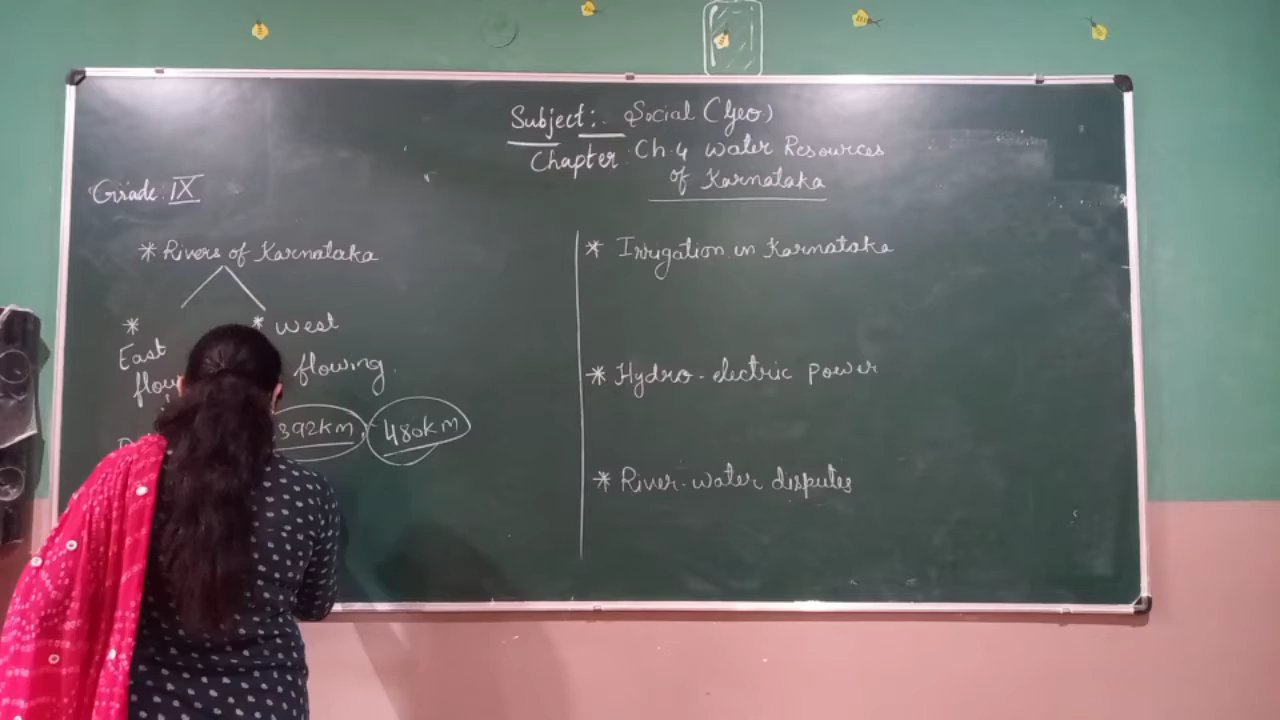 Subject:- Social (Geo)
Chapter: Ch.4 Water Resources
of Karnataka
Grade: IX
* Rivers of Karnataka
* East
* West
flowing.
392km, 480km
* Irrigation in Karnataka
* Hydro-electric power
* River-water disputes